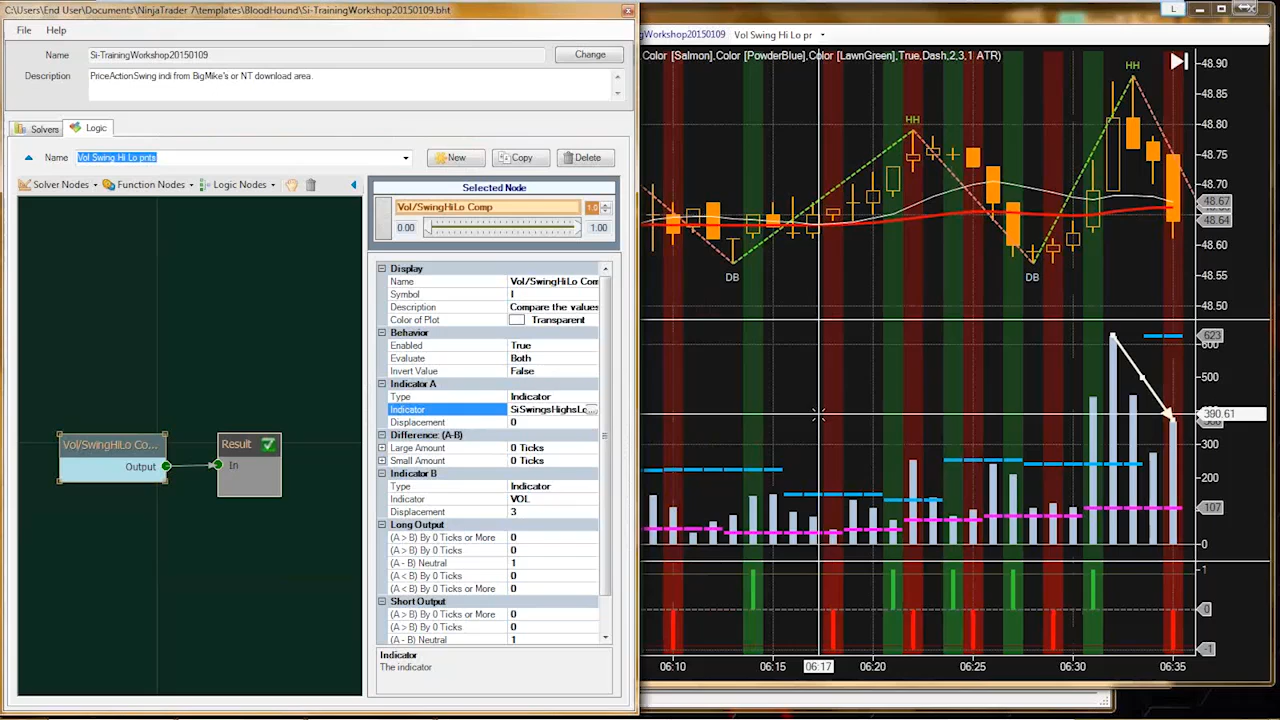 C:\Users\End User\Documents\NinjaTrader 7\templates\BloodHound\Si-TrainingWorkshop20150109.bht
File Help
Name Si-TrainingWorkshop20150109 Change
Description PriceActionSwing indi from BigMike's or NT download area.
Solvers Logic
Name Vol Swing Hi Lo pnts New Copy Delete
Solver Nodes Function Nodes Logic Nodes
Selected Node
Vol/SwingHiLo Comp 1.0
0.00 1.00
Display
Name Vol/SwingHiLo Com
Symbol I
Description Compare the values
Color of Plot Transparent
Behavior
Enabled True
Evaluate Both
Invert Value False
Indicator A
Type Indicator
Indicator SiSwingsHighsLo...
Displacement 0
Difference: (A-B)
Large Amount 0 Ticks
Small Amount 0 Ticks
Indicator B
Type Indicator
Indicator VOL
Displacement 3
Long Output
(A > B) By 0 Ticks or More 0
(A > B) By 0 Ticks 0
(A - B) Neutral 1
(A < B) By 0 Ticks 0
(A < B) By 0 Ticks or More 0
Short Output
(A > B) By 0 Ticks or More 0
(A > B) By 0 Ticks 0
(A - B) Neutral 1
Indicator
The indicator
Vol/SwingHiLo Co...
Output
Result
In
L
ngWorkshop20150109 Vol Swing Hi Lo pr
,Color [Salmon],Color [PowderBlue],Color [LawnGreen],True,Dash,2,3,1 ATR)
HH
HH
DB
DB
48.90
48.85
48.80
48.75
48.70
48.67
48.64
48.60
48.55
48.50
623
600
500
390.61
300
200
107
0
1
0
-1
06:10 06:15 06:17 06:20 06:25 06:30 06:35